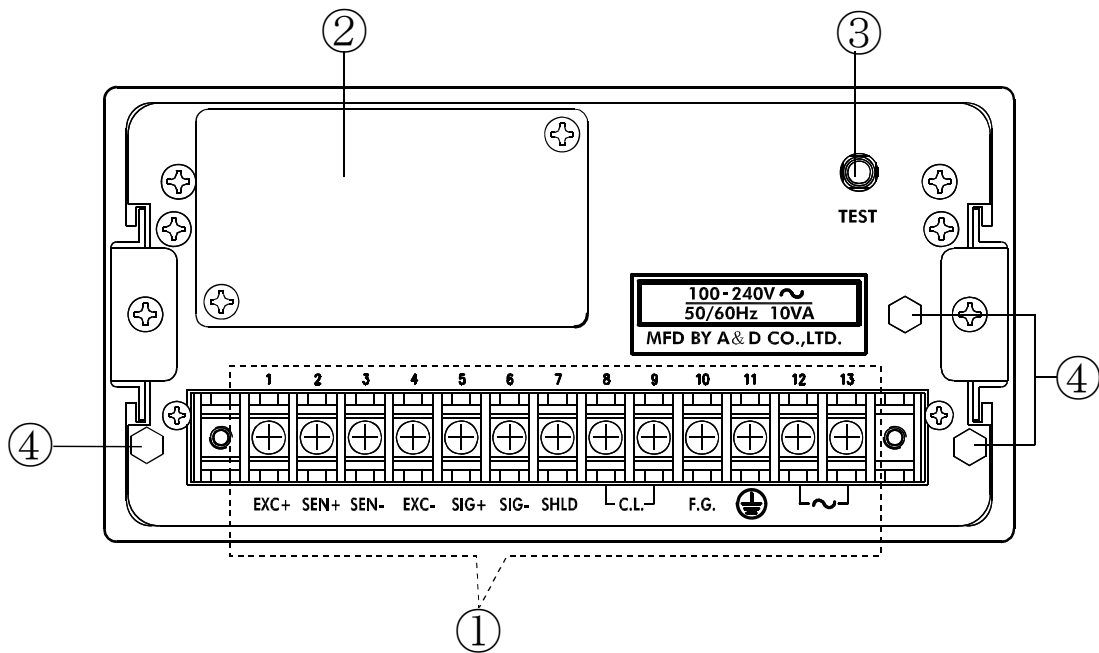 ② ③
TEST
100-240V ~
50/60Hz 10VA
MFD BY A&D CO.,LTD.
④
1 2 3 4 5 6 7 8 9 10 11 12 13
④
EXC+ SEN+ SEN- EXC- SIG+ SIG- SHLD C.L. F.G. ~
①